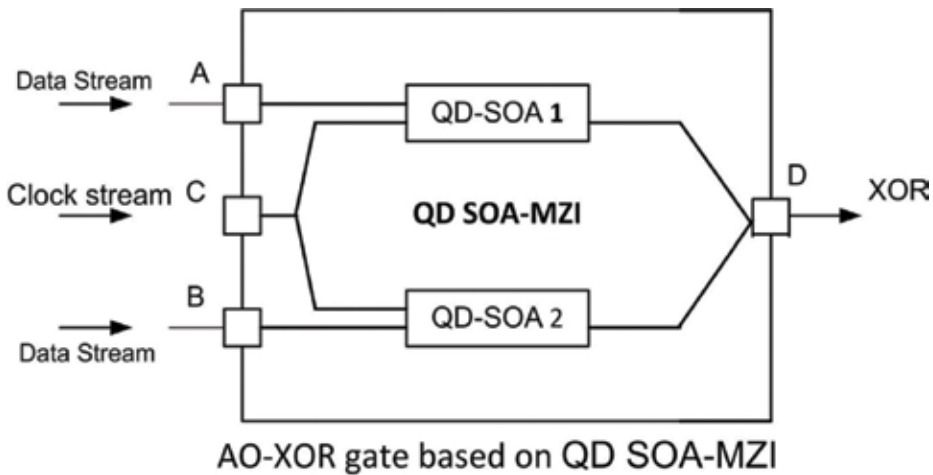 Data Stream
A
QD-SOA 1
Clock stream
C
QD SOA-MZI
D
XOR
B
QD-SOA 2
Data Stream
AO-XOR gate based on QD SOA-MZI